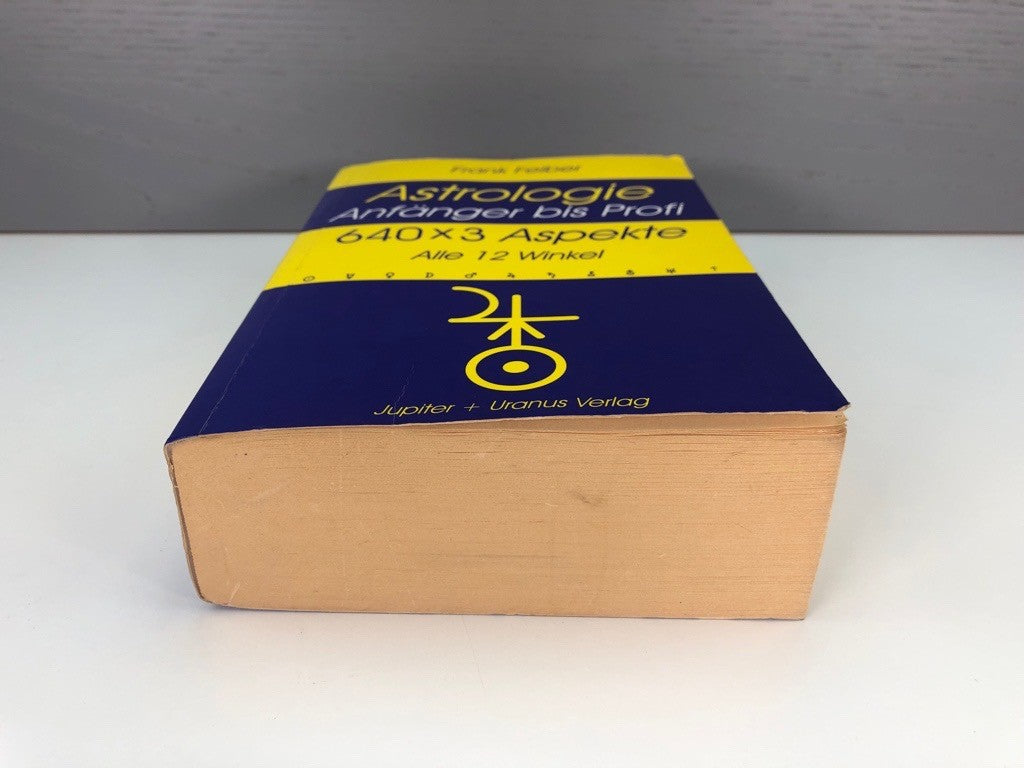 Frank Felber
Astrologie
Anfänger bis Profi
640 x 3 Aspekte
Alle 12 Winkel
Jupiter + Uranus Verlag